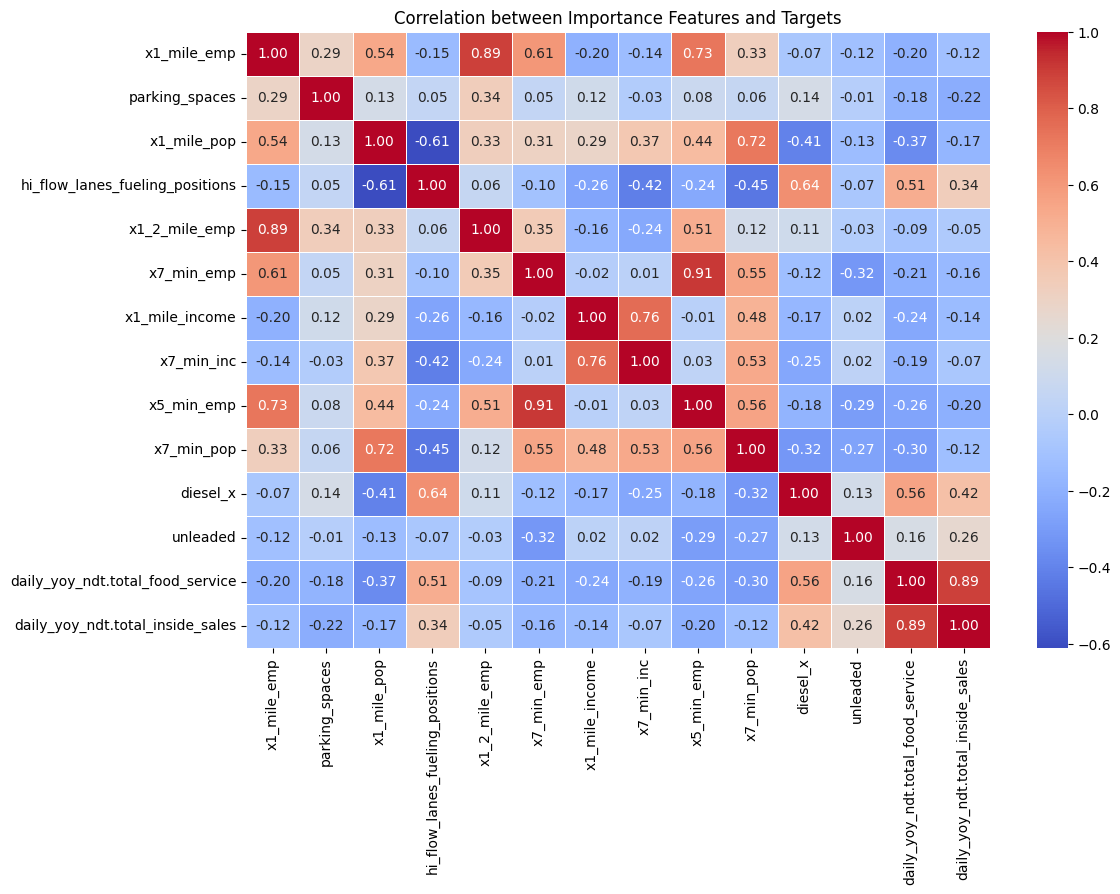 Correlation between Importance Features and Targets
x1_mile_emp 1.00 0.29 0.54 -0.15 0.89 0.61 -0.20 -0.14 0.73 0.33 -0.07 -0.12 -0.20 -0.12
parking_spaces 0.29 1.00 0.13 0.05 0.34 0.05 0.12 -0.03 0.08 0.06 0.14 -0.01 -0.18 -0.22
x1_mile_pop 0.54 0.13 1.00 -0.61 0.33 0.31 0.29 0.37 0.44 0.72 -0.41 -0.13 -0.37 -0.17
hi_flow_lanes_fueling_positions -0.15 0.05 -0.61 1.00 0.06 -0.10 -0.26 -0.42 -0.24 -0.45 0.64 -0.07 0.51 0.34
x1_2_mile_emp 0.89 0.34 0.33 0.06 1.00 0.35 -0.16 -0.24 0.51 0.12 0.11 -0.03 -0.09 -0.05
x7_min_emp 0.61 0.05 0.31 -0.10 0.35 1.00 -0.02 0.01 0.91 0.55 -0.12 -0.32 -0.21 -0.16
x1_mile_income -0.20 0.12 0.29 -0.26 -0.16 -0.02 1.00 0.76 -0.01 0.48 -0.17 0.02 -0.24 -0.14
x7_min_inc -0.14 -0.03 0.37 -0.42 -0.24 0.01 0.76 1.00 0.03 0.53 -0.25 0.02 -0.19 -0.07
x5_min_emp 0.73 0.08 0.44 -0.24 0.51 0.91 -0.01 0.03 1.00 0.56 -0.18 -0.29 -0.26 -0.20
x7_min_pop 0.33 0.06 0.72 -0.45 0.12 0.55 0.48 0.53 0.56 1.00 -0.32 -0.27 -0.30 -0.12
diesel_x -0.07 0.14 -0.41 0.64 0.11 -0.12 -0.17 -0.25 -0.18 -0.32 1.00 0.13 0.56 0.42
unleaded -0.12 -0.01 -0.13 -0.07 -0.03 -0.32 0.02 0.02 -0.29 -0.27 0.13 1.00 0.16 0.26
daily_yoy_ndt.total_food_service -0.20 -0.18 -0.37 0.51 -0.09 -0.21 -0.24 -0.19 -0.26 -0.30 0.56 0.16 1.00 0.89
daily_yoy_ndt.total_inside_sales -0.12 -0.22 -0.17 0.34 -0.05 -0.16 -0.14 -0.07 -0.20 -0.12 0.42 0.26 0.89 1.00
x1_mile_emp
parking_spaces
x1_mile_pop
hi_flow_lanes_fueling_positions
x1_2_mile_emp
x7_min_emp
x1_mile_income
x7_min_inc
x5_min_emp
x7_min_pop
diesel_x
unleaded
daily_yoy_ndt.total_food_service
daily_yoy_ndt.total_inside_sales
1.0
0.8
0.6
0.4
0.2
0.0
−0.2
−0.4
−0.6